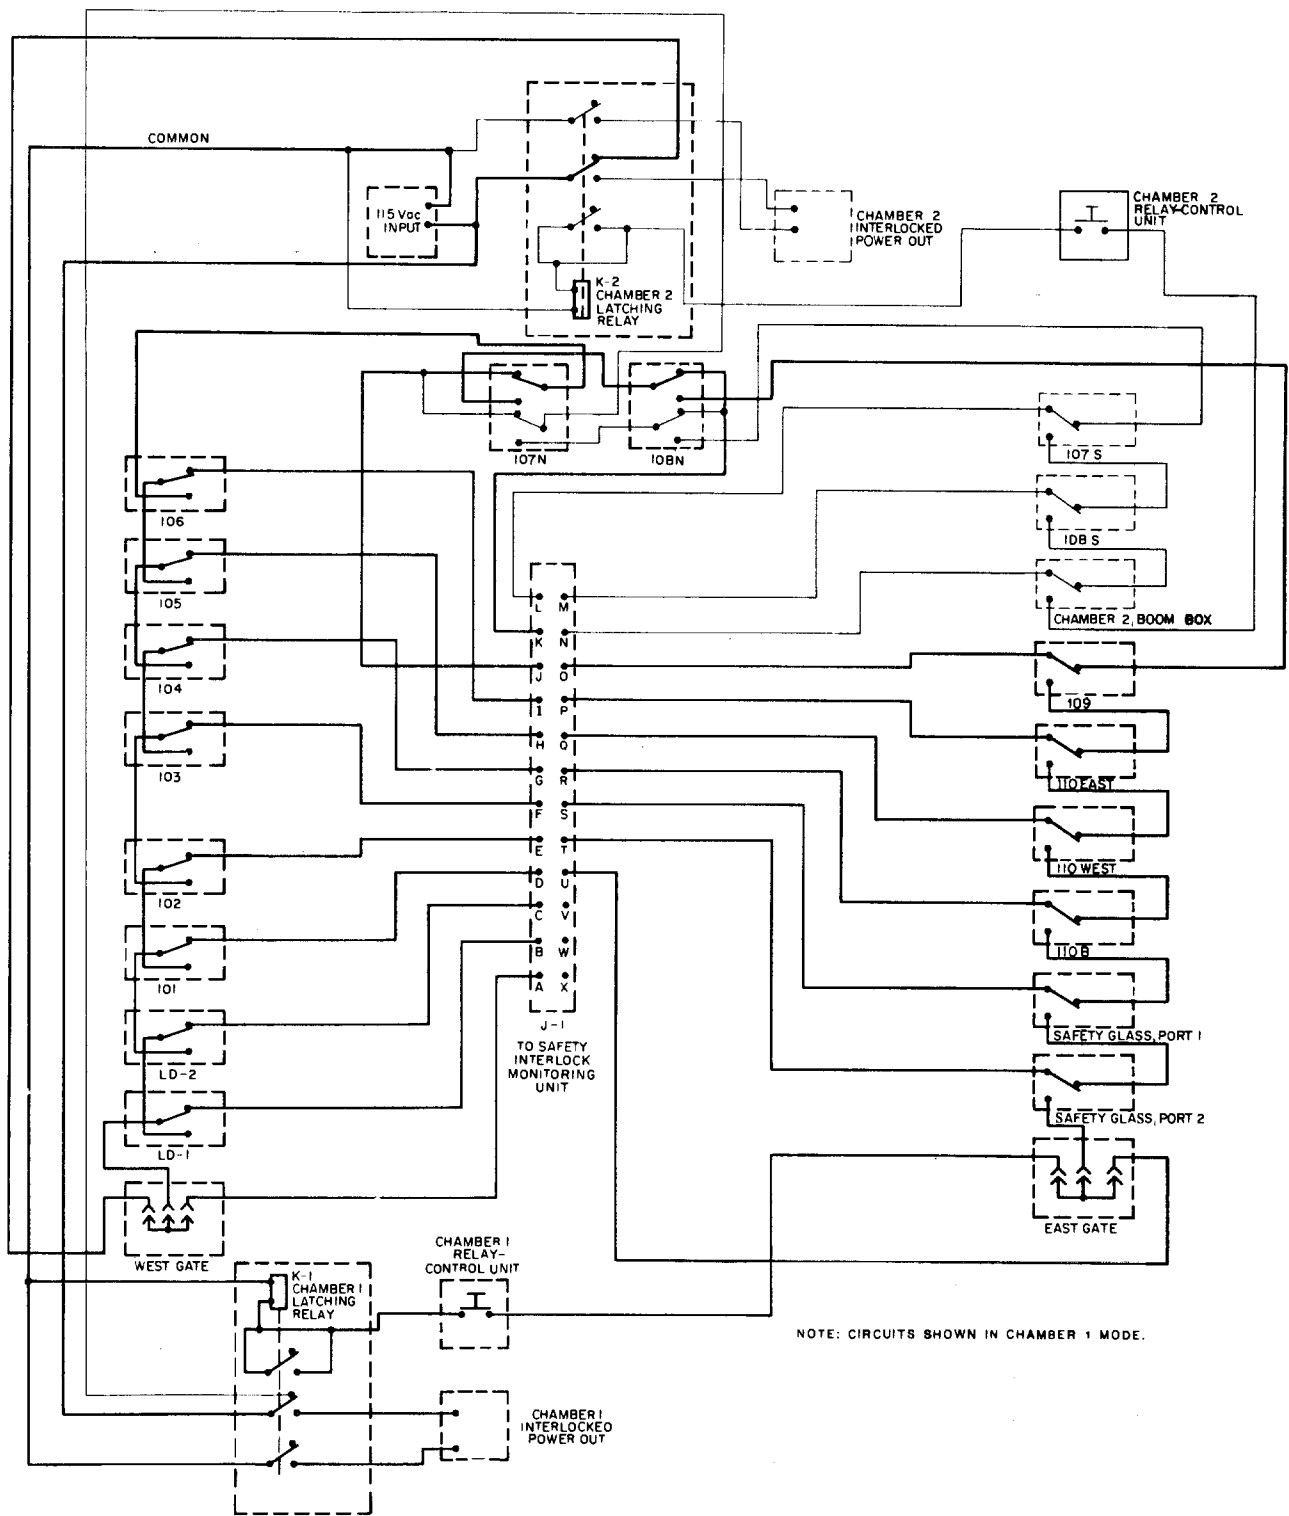 COMMON
115 Vac
INPUT
K-2
CHAMBER 2
LATCHING
RELAY
CHAMBER 2
INTERLOCKED
POWER OUT
CHAMBER 2
RELAY-CONTROL
UNIT
107N
108N
107 S
108 S
CHAMBER 2, BOOM BOX
106
105
104
103
102
101
LD-2
LD-1
WEST GATE
L M
K N
J O
I P
H Q
G R
F S
E T
D U
C V
B W
A X
J-1
TO SAFETY
INTERLOCK
MONITORING
UNIT
109
110 EAST
110 WEST
110B
SAFETY GLASS, PORT 1
SAFETY GLASS, PORT 2
EAST GATE
K-1
CHAMBER 1
LATCHING
RELAY
CHAMBER 1
RELAY-
CONTROL UNIT
CHAMBER 1
INTERLOCKED
POWER OUT
NOTE: CIRCUITS SHOWN IN CHAMBER 1 MODE.